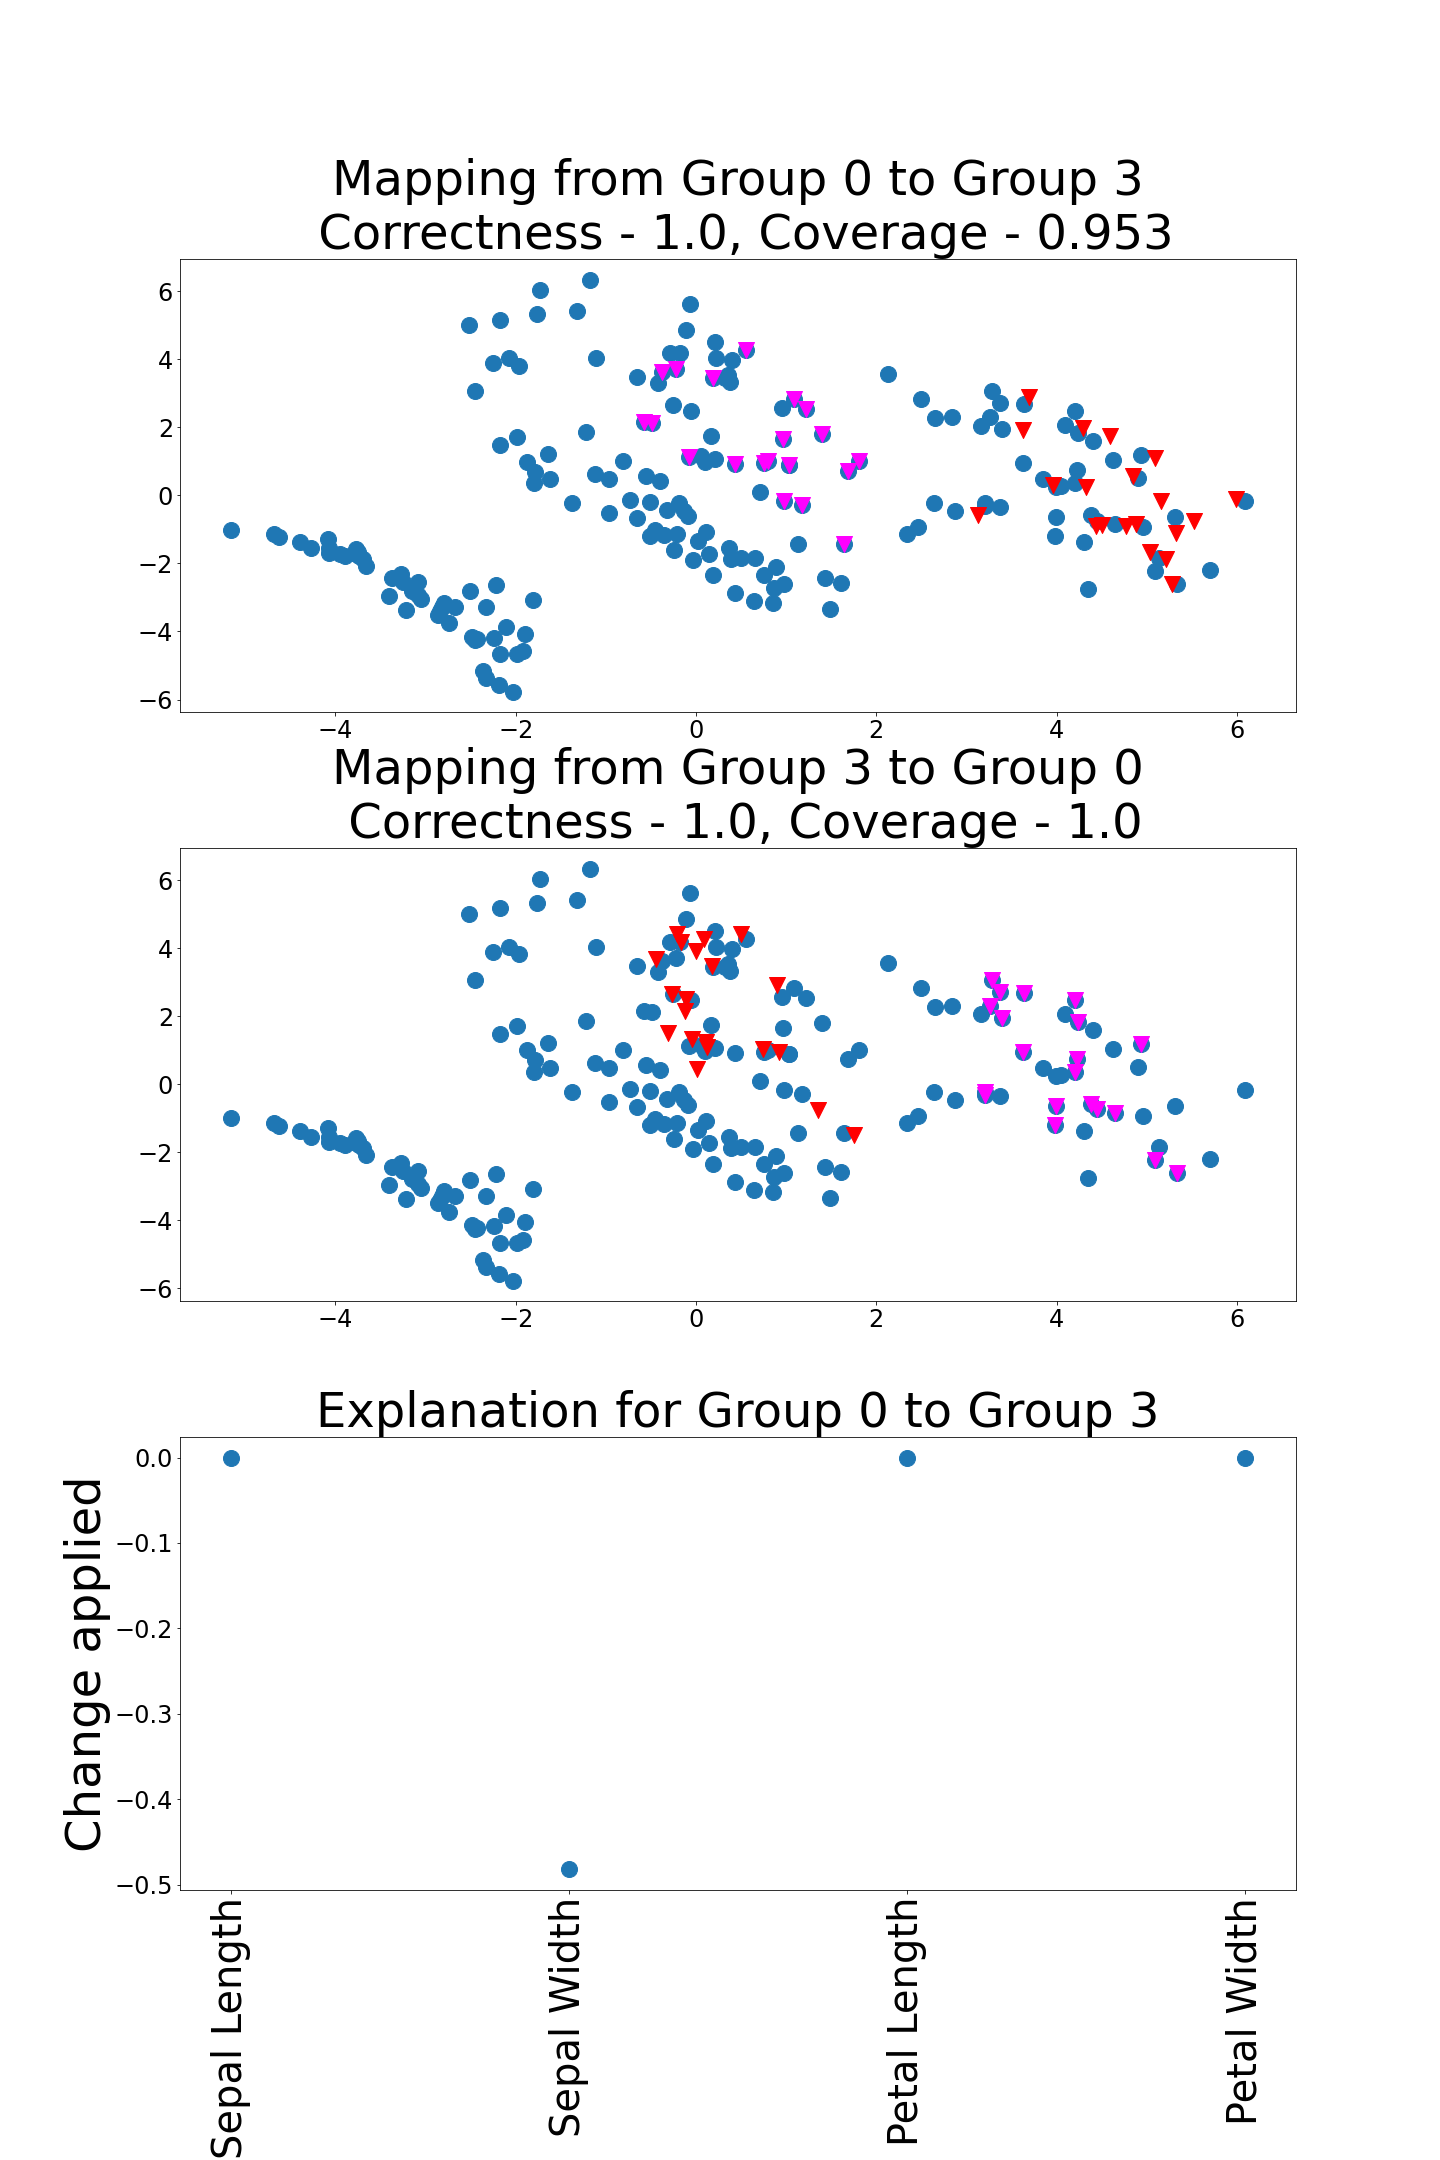 Mapping from Group 0 to Group 3
Correctness - 1.0, Coverage - 0.953
6
4
2
0
−2
−4
−6
−4 −2 0 2 4 6
Mapping from Group 3 to Group 0
Correctness - 1.0, Coverage - 1.0
6
4
2
0
−2
−4
−6
−4 −2 0 2 4 6
Explanation for Group 0 to Group 3
Change applied
0.0
−0.1
−0.2
−0.3
−0.4
−0.5
Sepal Length
Sepal Width
Petal Length
Petal Width